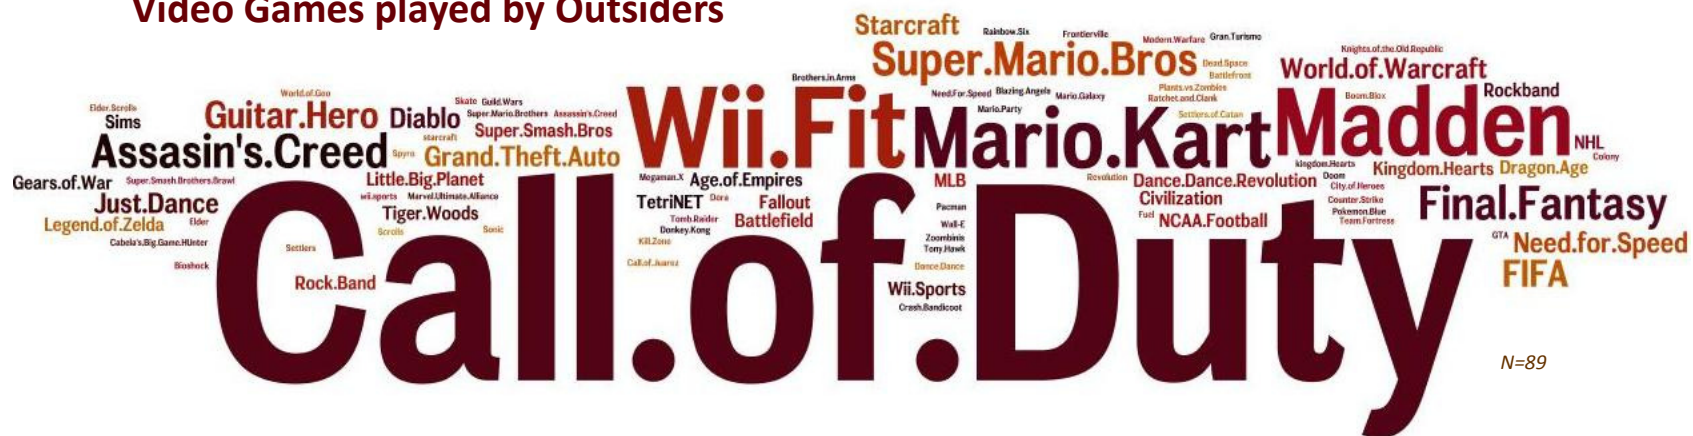 Video Games played by Outsiders
Starcraft
Rainbow.Six
Frontierville
Modern.Warfare
Gran.Turismo
Super.Mario.Bros
Dead.Space
Battlefront
Knights.of.the.Old.Republic
World.of.Warcraft
Brothers.in.Arms
Plants.vs.Zombies
Ratchet.and.Clank
Need.For.Speed
Blazing.Angels
Mario.Galaxy
Mario.Party
Boom.Blox
Rockband
World.of.Goo
Elder.Scrolls
Sims
Guitar.Hero
Diablo
Skate
Guild.Wars
Super.Mario.Brothers
Assassin's.Creed
Super.Smash.Bros
Wii.Fit
Mario.Kart
Settlers.of.Catan
Madden
NHL
Colony
Assasin's.Creed
starcraft
Spyro
Grand.Theft.Auto
kingdom.Hearts
Kingdom.Hearts
Dragon.Age
Gears.of.War
Super.Smash.Brothers.Brawl
Little.Big.Planet
Megaman.X
Age.of.Empires
MLB
Revolution
Dance.Dance.Revolution
Doom
City.of.Heroes
Just.Dance
wii.sports
Marvel.Ultimate.Alliance
TetriNET
Dora
Fallout
Pacman
Civilization
Counter.Strike
Pokemon.Blue
Team.Fortress
Final.Fantasy
Legend.of.Zelda
Elder
Tiger.Woods
Tomb.Raider
Battlefield
Donkey.Kong
Wall-E
Fuel
NCAA.Football
Scrolls
Sonic
Cabela's.Big.Game.HUnter
Settlers
Kill.Zone
Zoombinis
Tony.Hawk
GTA
Need.for.Speed
Bioshock
Call.of.Juarez
Dance.Dance
FIFA
Rock.Band
Wii.Sports
Crash.Bandicoot
Call.of.Duty
N=89